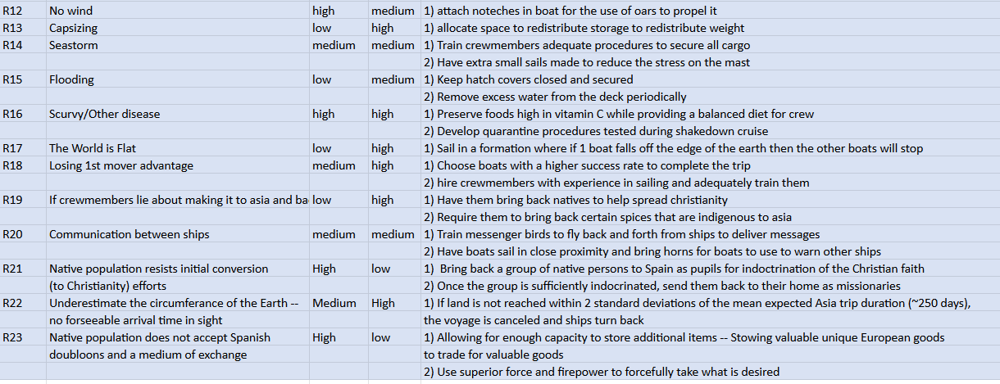 R12 No wind high medium 1) attach noteches in boat for the use of oars to propel it
R13 Capsizing low high 1) allocate space to redistribute storage to redistribute weight
R14 Seastorm medium medium 1) Train crewmembers adequate procedures to secure all cargo
2) Have extra small sails made to reduce the stress on the mast
R15 Flooding low medium 1) Keep hatch covers closed and secured
2) Remove excess water from the deck periodically
R16 Scurvy/Other disease high high 1) Preserve foods high in vitamin C while providing a balanced diet for crew
2) Develop quarantine procedures tested during shakedown cruise
R17 The World is Flat low high 1) Sail in a formation where if 1 boat falls off the edge of the earth then the other boats will stop
R18 Losing 1st mover advantage medium high 1) Choose boats with a higher success rate to complete the trip
2) hire crewmembers with experience in sailing and adequately train them
R19 If crewmembers lie about making it to asia and ba low high 1) Have them bring back natives to help spread christianity
2) Require them to bring back certain spices that are indigenous to asia
R20 Communication between ships medium medium 1) Train messenger birds to fly back and forth from ships to deliver messages
2) Have boats sail in close proximity and bring horns for boats to use to warn other ships
R21 Native population resists initial conversion High low 1) Bring back a group of native persons to Spain as pupils for indoctrination of the Christian faith
(to Christianity) efforts 2) Once the group is sufficiently indocrinated, send them back to their home as missionaries
R22 Underestimate the circumferance of the Earth -- Medium High 1) If land is not reached within 2 standard deviations of the mean expected Asia trip duration (~250 days),
no forseeable arrival time in sight the voyage is canceled and ships turn back
R23 Native population does not accept Spanish High low 1) Allowing for enough capacity to store additional items -- Stowing valuable unique European goods
doubloons and a medium of exchange to trade for valuable goods
2) Use superior force and firepower to forcefully take what is desired